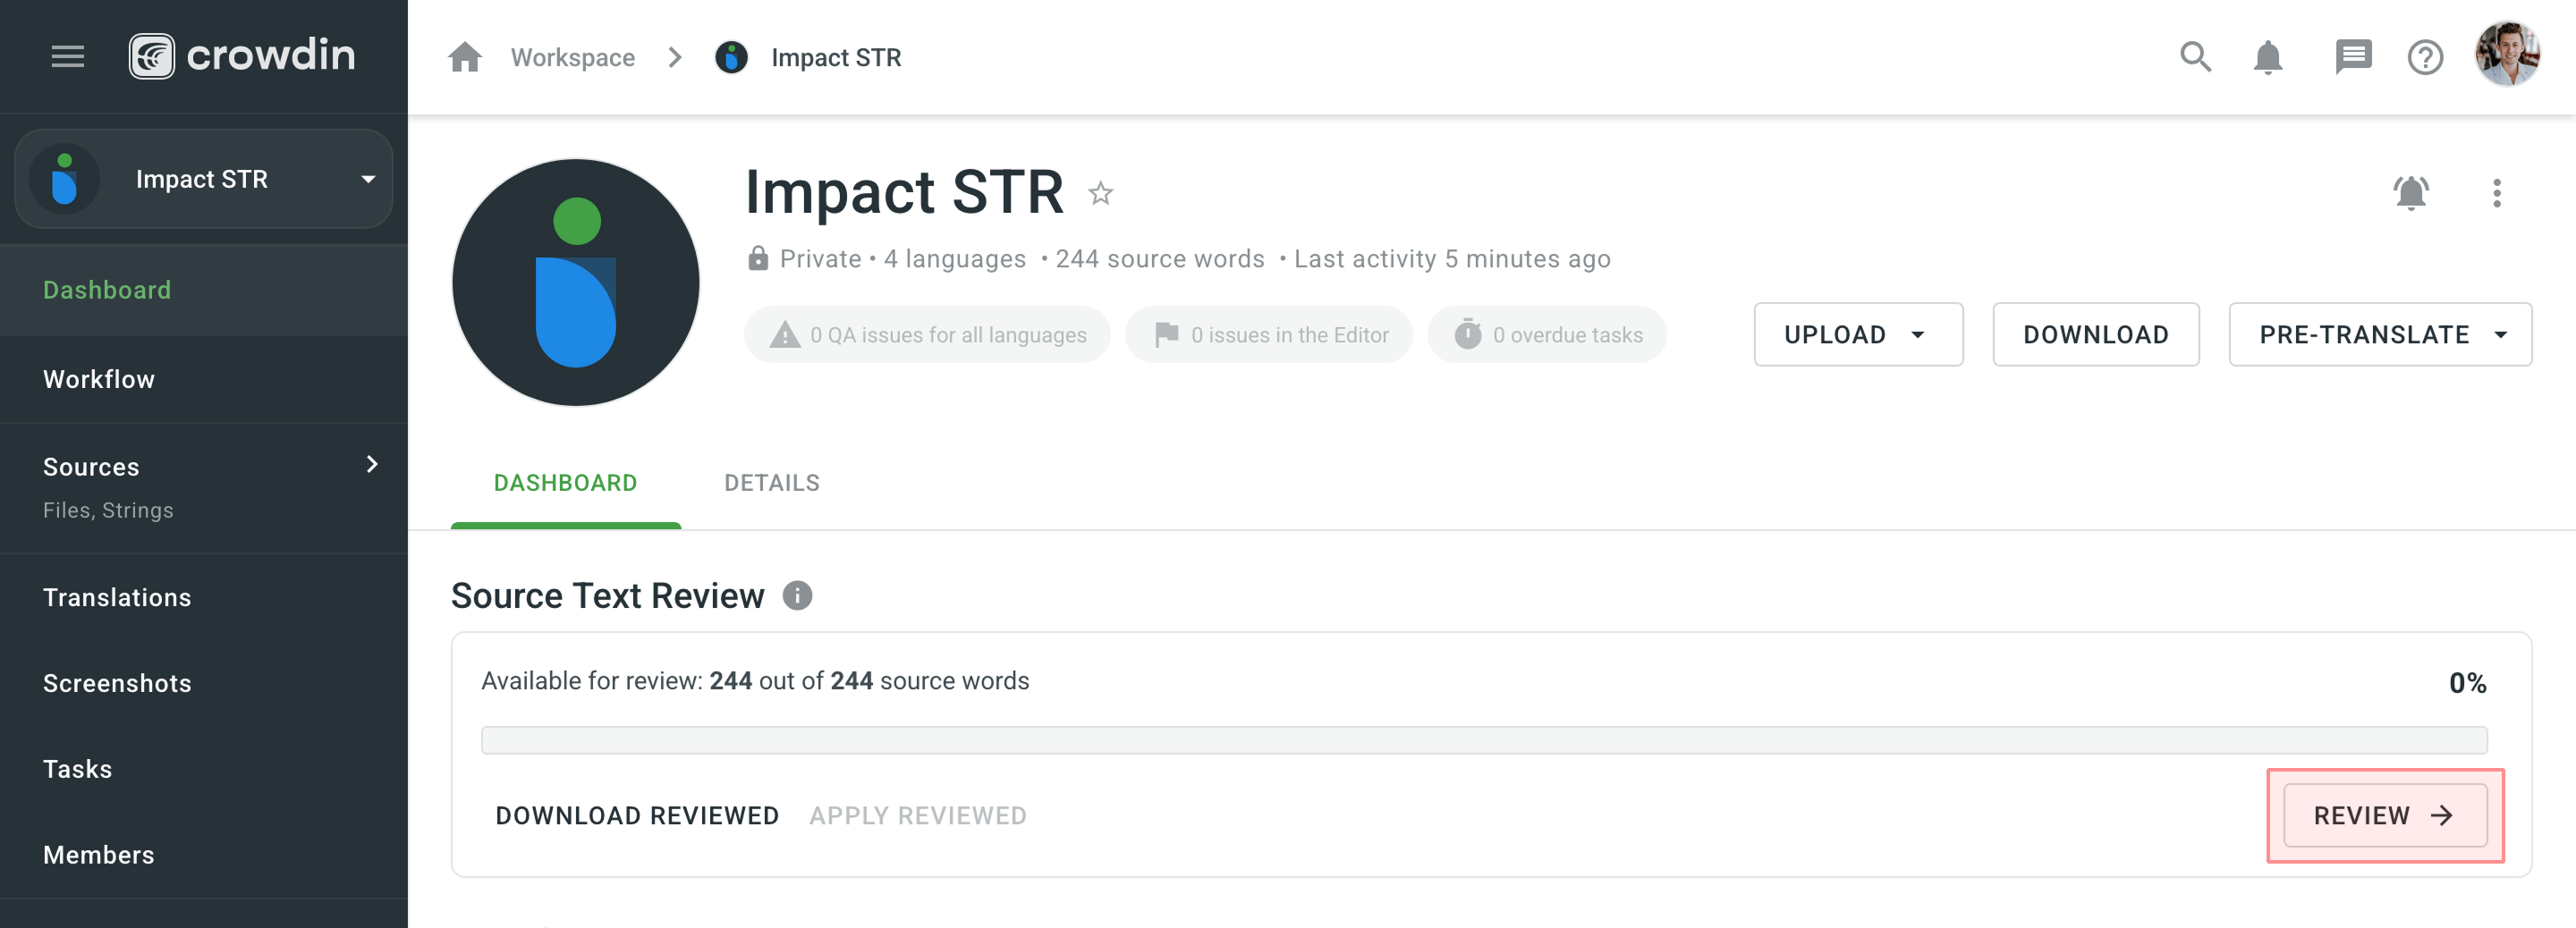 crowdin
Impact STR
Dashboard
Workflow
Sources
Files, Strings
Translations
Screenshots
Tasks
Members
Workspace
Impact STR
Impact STR
Private • 4 languages • 244 source words • Last activity 5 minutes ago
0 QA issues for all languages
0 issues in the Editor
0 overdue tasks
UPLOAD
DOWNLOAD
PRE-TRANSLATE
DASHBOARD
DETAILS
Source Text Review
Available for review: 244 out of 244 source words
0%
DOWNLOAD REVIEWED
APPLY REVIEWED
REVIEW